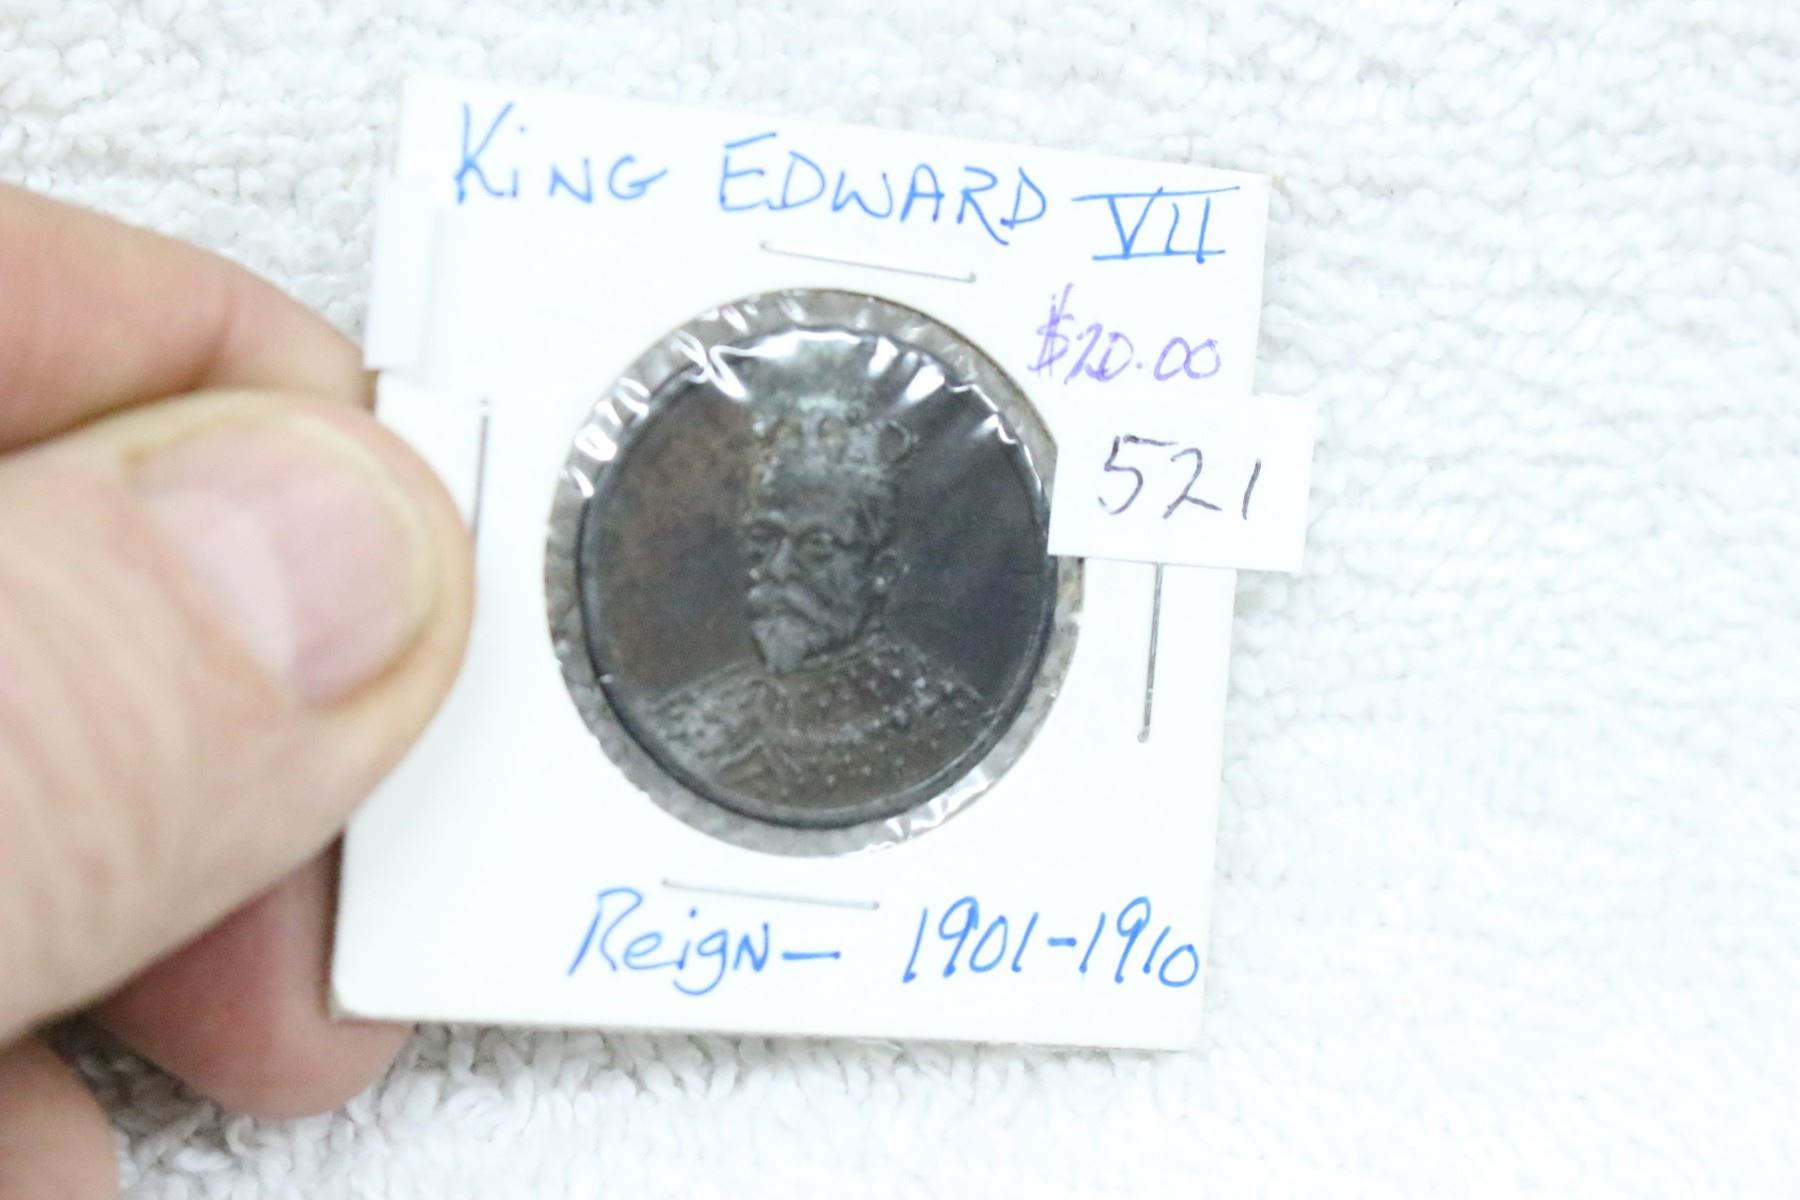 KiNG EDWARD VII
$20.00
521
ReigN - 1901-1910